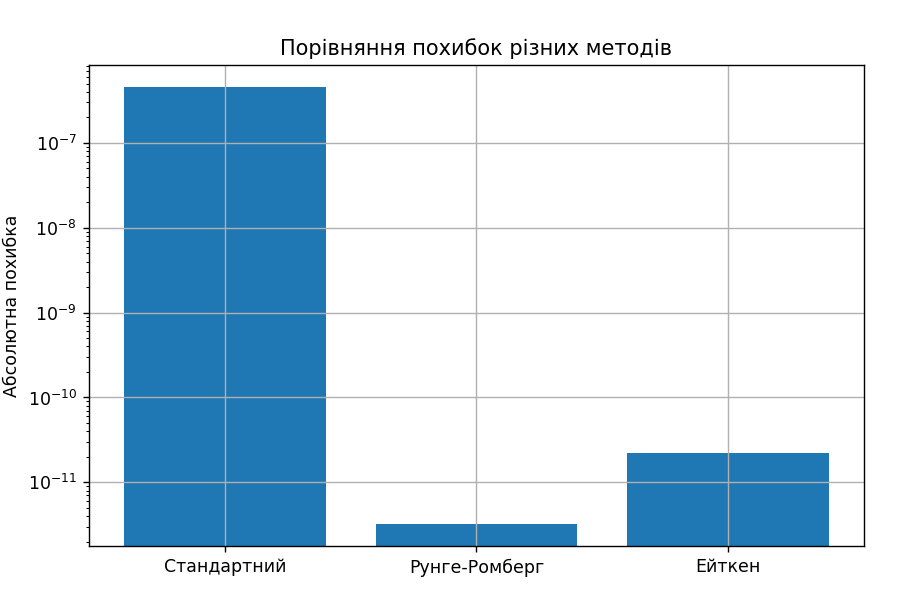 Порівняння похибок різних методів
Абсолютна похибка
10⁻⁷
10⁻⁸
10⁻⁹
10⁻¹⁰
10⁻¹¹
Стандартний
Рунге-Ромберг
Ейткен